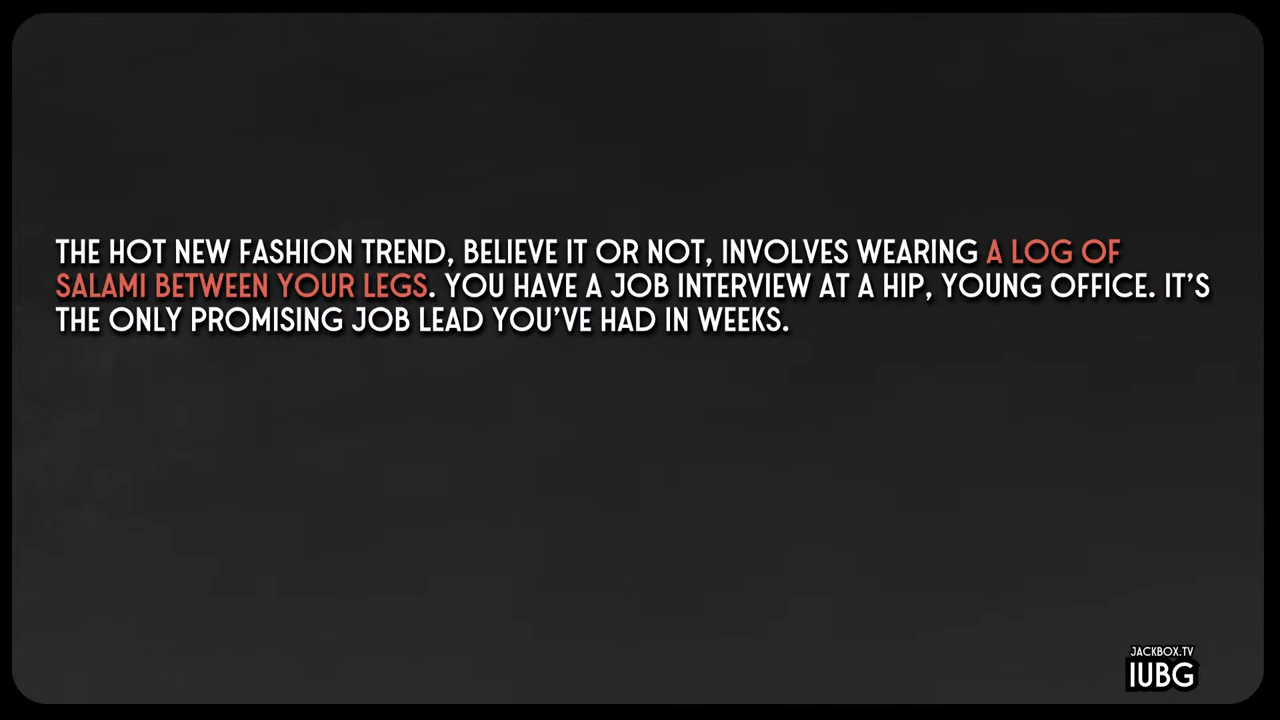 THE HOT NEW FASHION TREND, BELIEVE IT OR NOT, INVOLVES WEARING A LOG OF
SALAMI BETWEEN YOUR LEGS. YOU HAVE A JOB INTERVIEW AT A HIP, YOUNG OFFICE. IT'S
THE ONLY PROMISING JOB LEAD YOU'VE HAD IN WEEKS.
JACKBOX.TV
IUBG